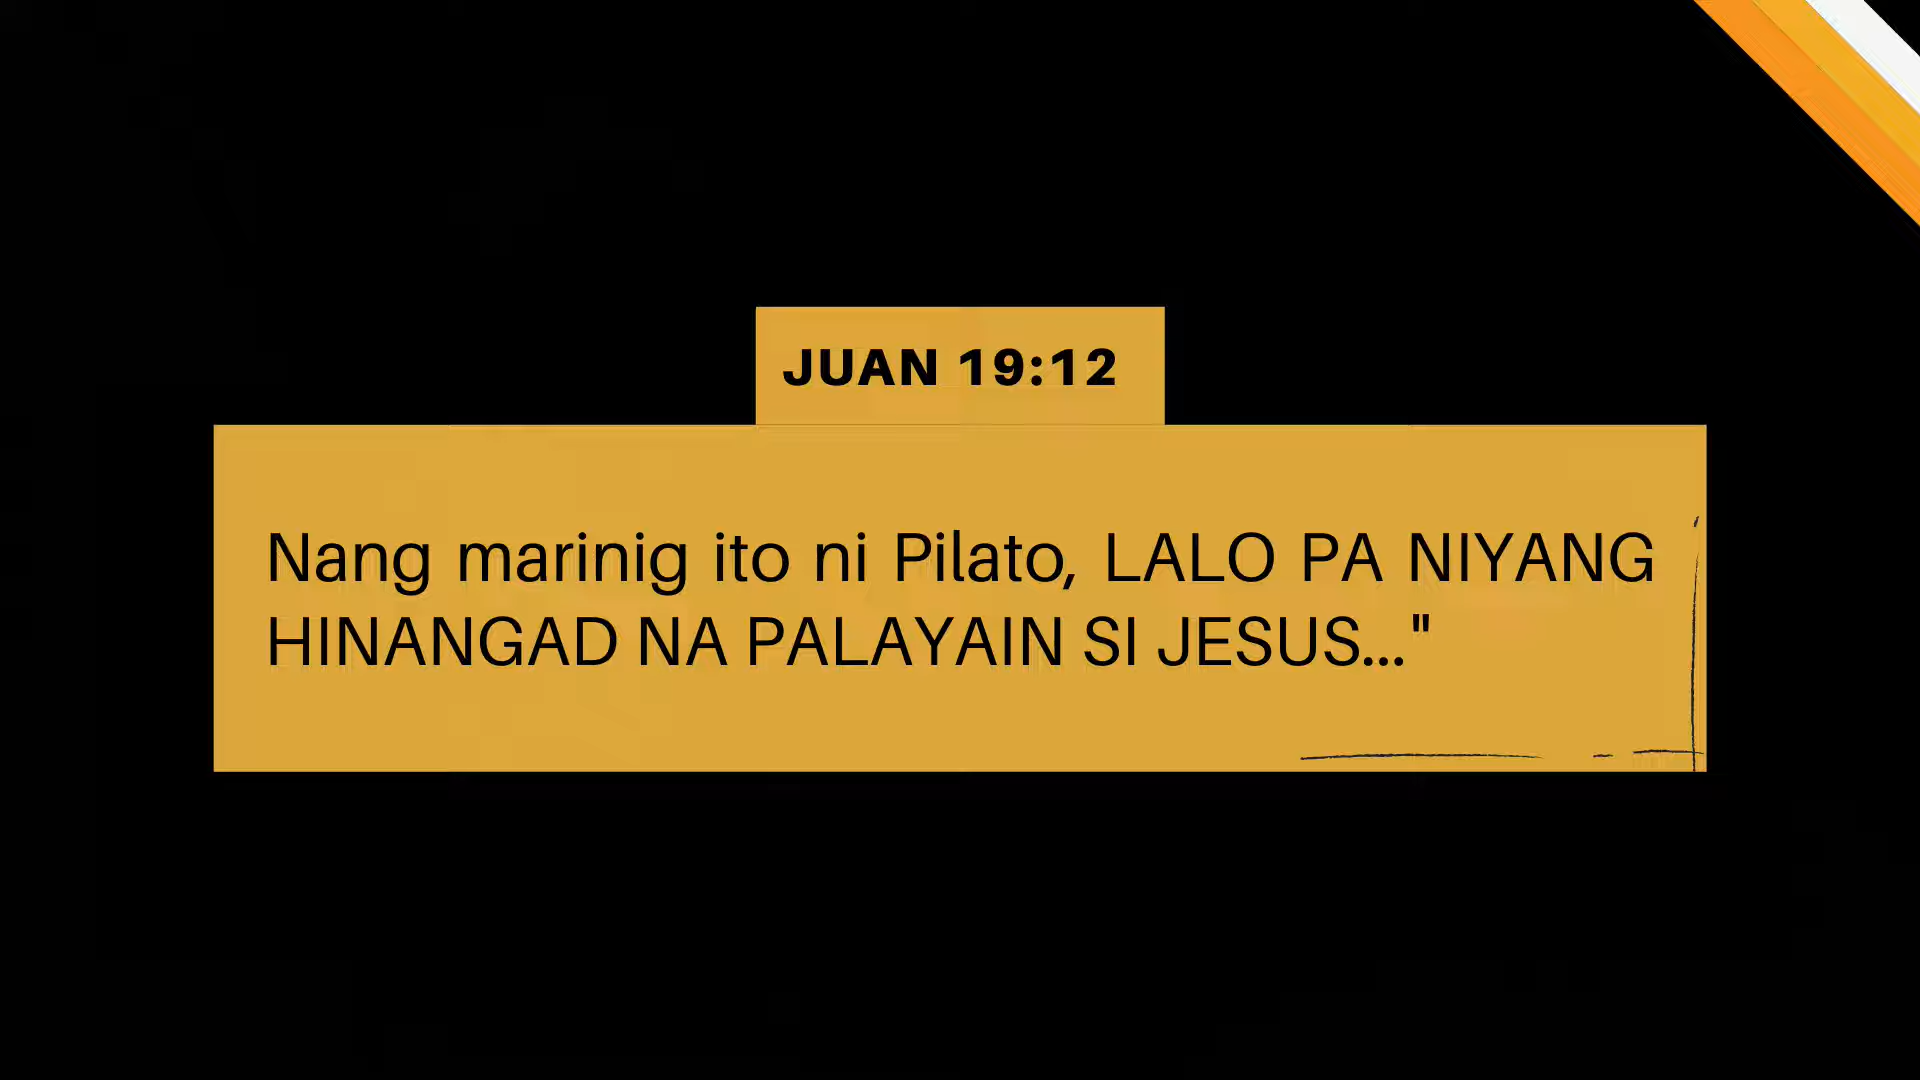 JUAN 19:12
Nang marinig ito ni Pilato, LALO PA NIYANG
HINANGAD NA PALAYAIN SI JESUS..."